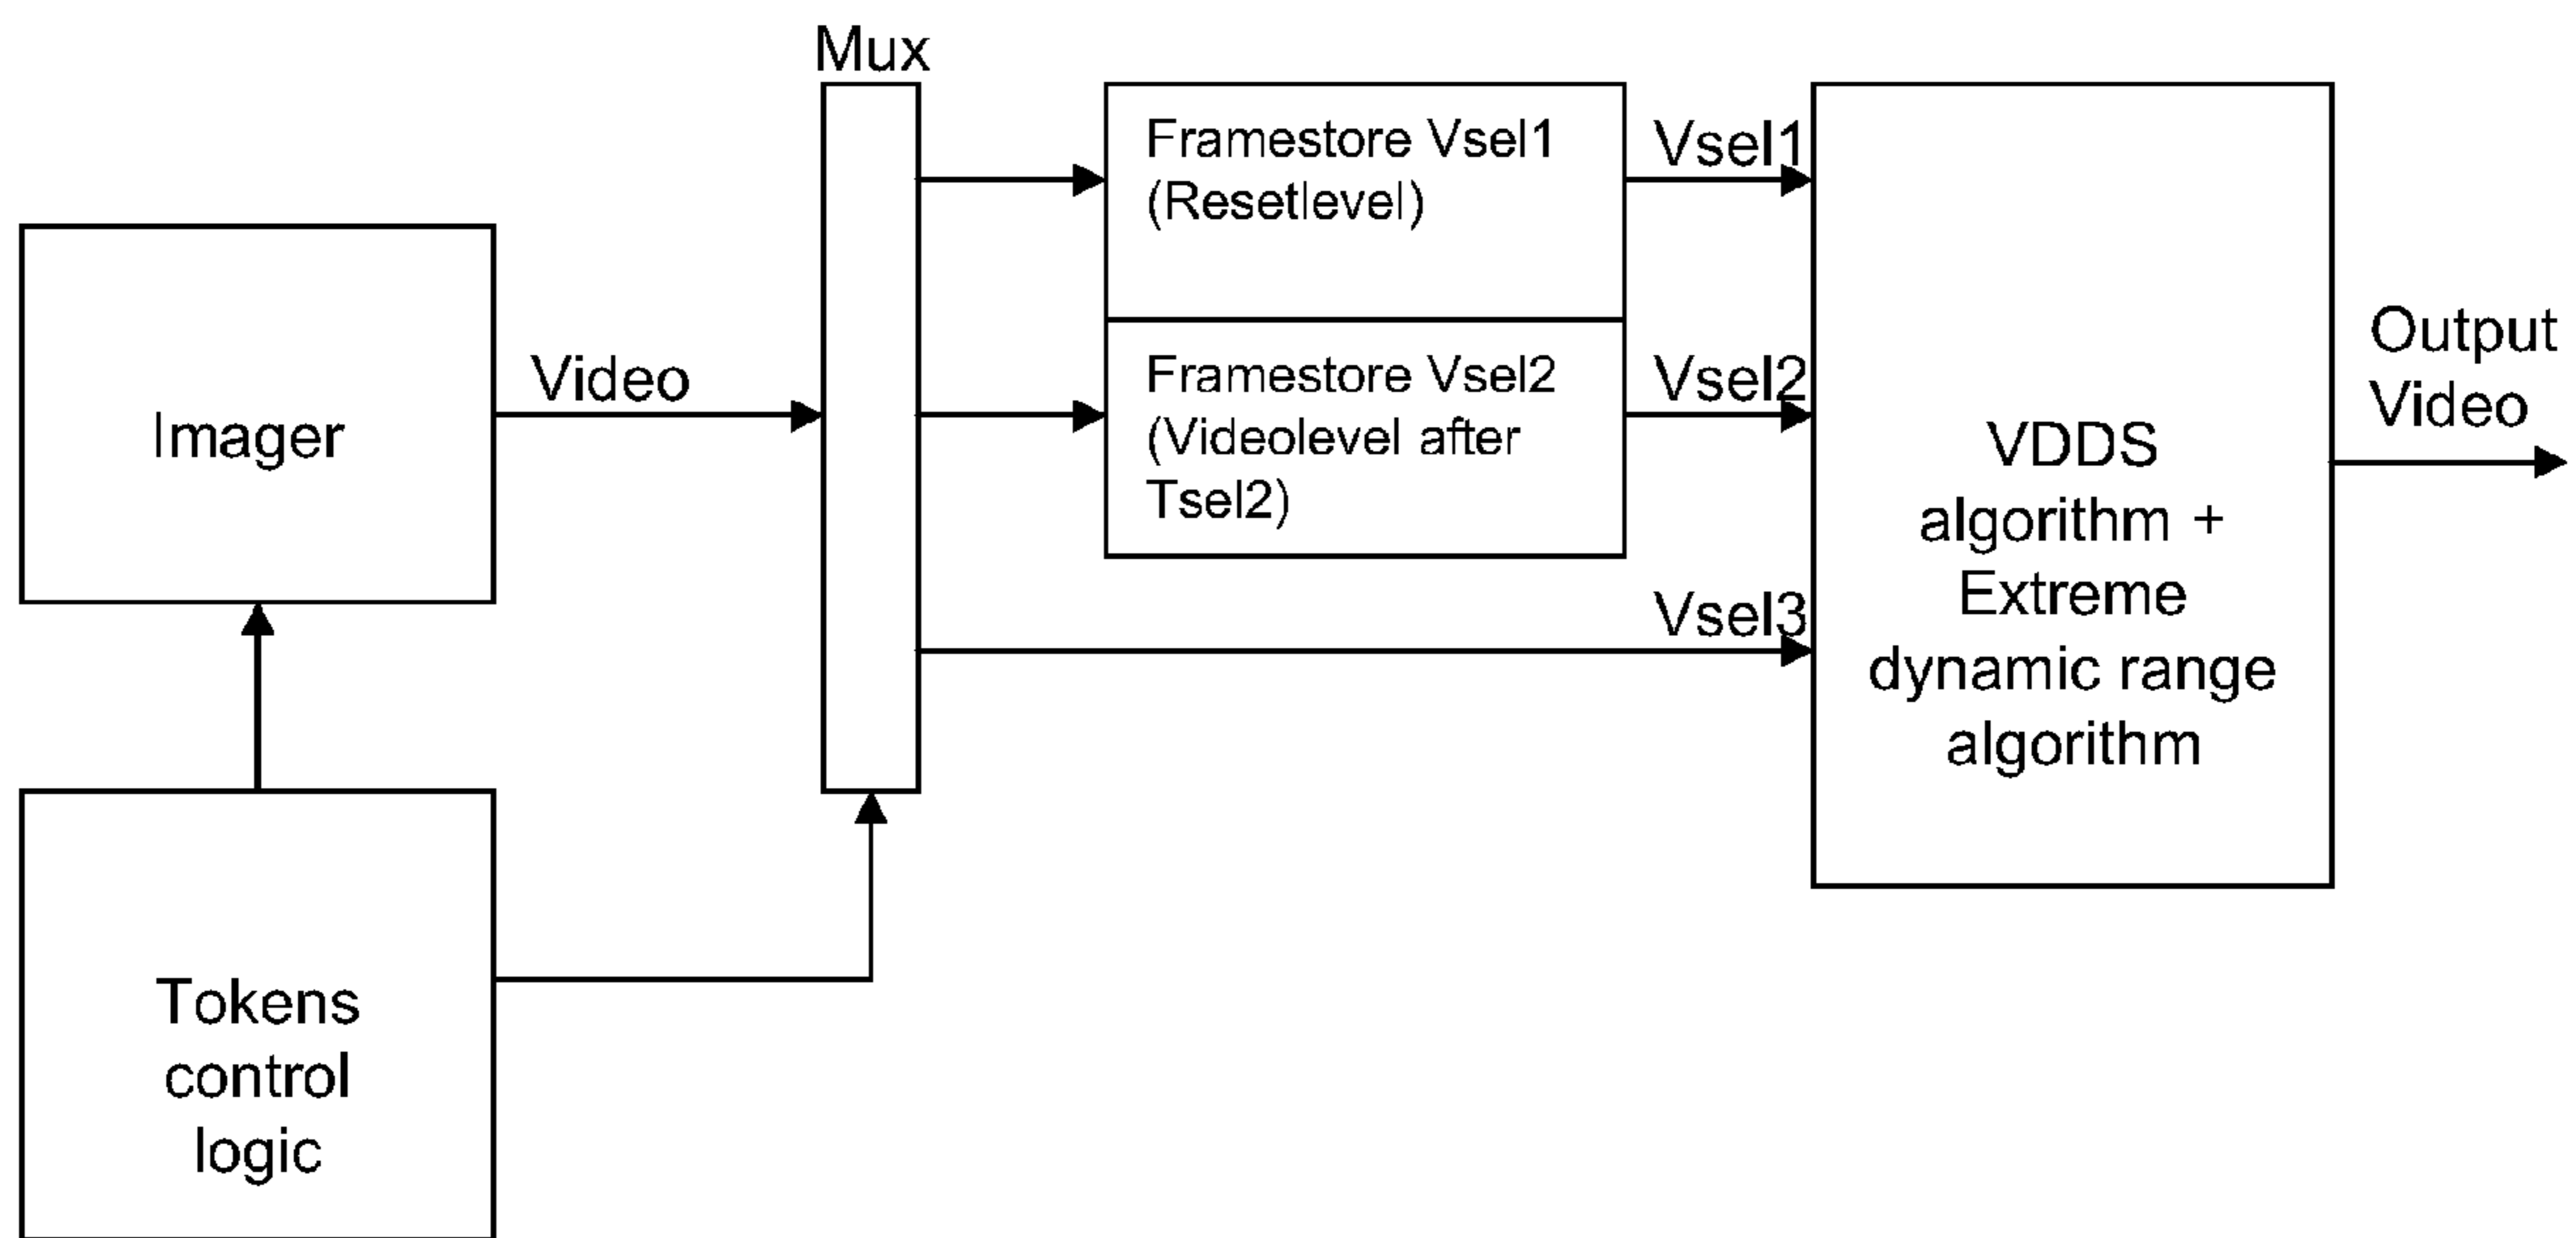 Mux
Framestore Vsel1
(Resetlevel)
Vsel1
Imager
Video
Framestore Vsel2
(Videolevel after
Tsel2)
Vsel2
Vsel3
VDDS
algorithm +
Extreme
dynamic range
algorithm
Output
Video
Tokens
control
logic